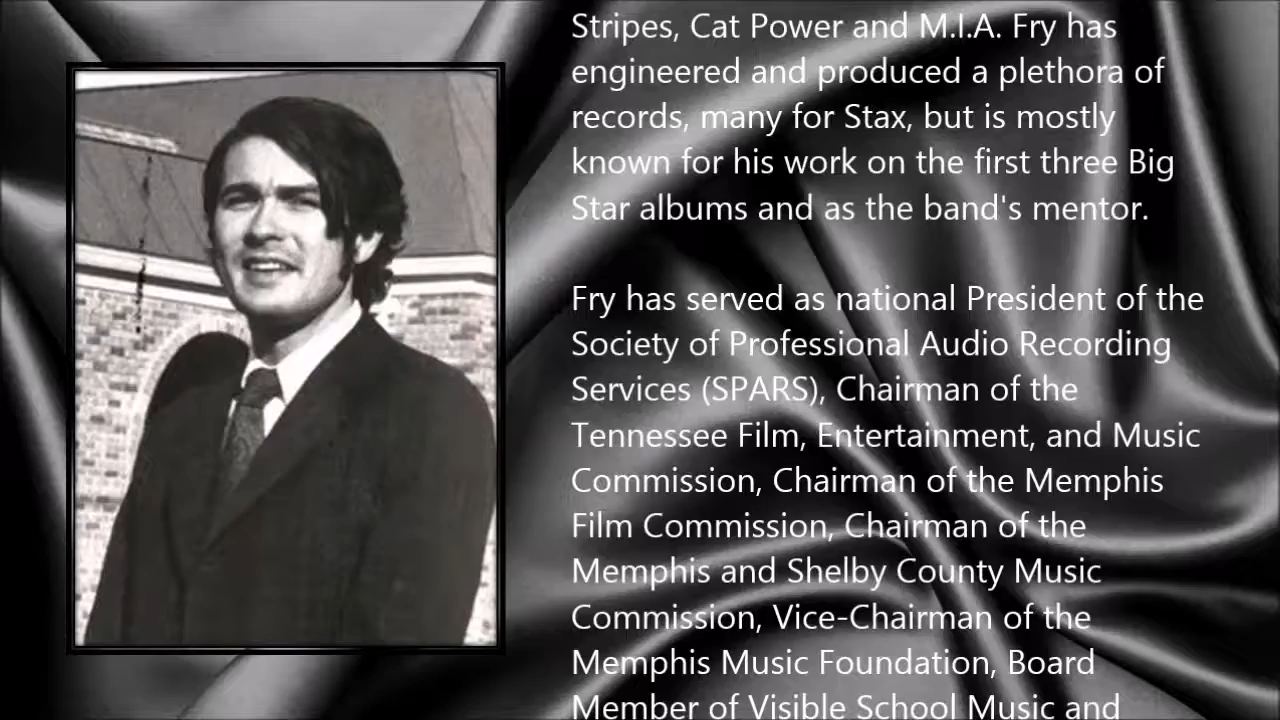 Stripes, Cat Power and M.I.A. Fry has
engineered and produced a plethora of
records, many for Stax, but is mostly
known for his work on the first three Big
Star albums and as the band's mentor.
Fry has served as national President of the
Society of Professional Audio Recording
Services (SPARS), Chairman of the
Tennessee Film, Entertainment, and Music
Commission, Chairman of the Memphis
Film Commission, Chairman of the
Memphis and Shelby County Music
Commission, Vice-Chairman of the
Memphis Music Foundation, Board
Member of Visible School Music and